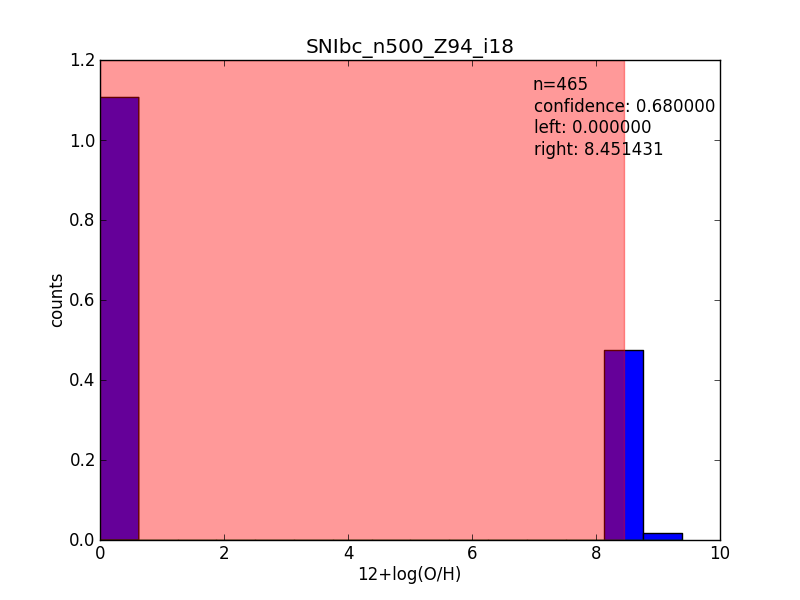 SNIbc_n500_Z94_i18
1.2
1.0
0.8
0.6
0.4
0.2
0.0
counts
n=465
confidence: 0.680000
left: 0.000000
right: 8.451431
0 2 4 6 8 10
12+log(O/H)